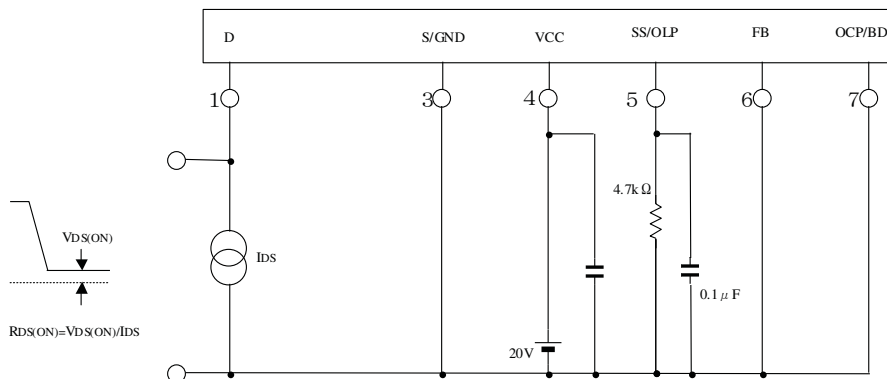 D S/GND VCC SS/OLP FB OCP/BD
1 3 4 5 6 7
4.7kΩ
VDS(ON)
IDS
0.1μF
RDS(ON)=VDS(ON)/IDS
20V